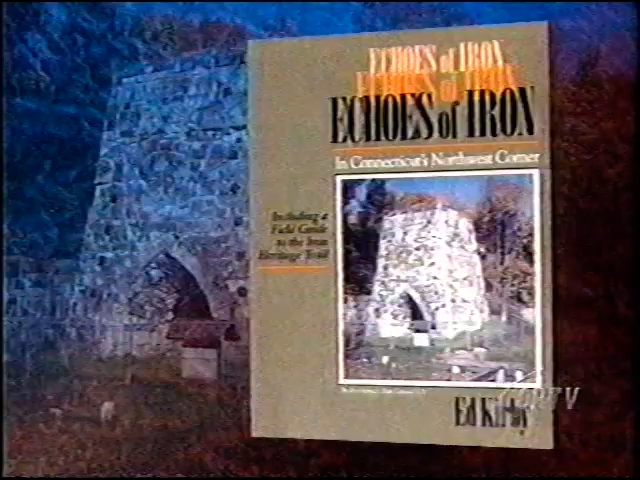 ECHOES of IRON
ECHOES of IRON
ECHOES of IRON
In Connecticut's Northwest Corner
Including a
Field Guide
to the Iron
Heritage Trail
Ed Kirby